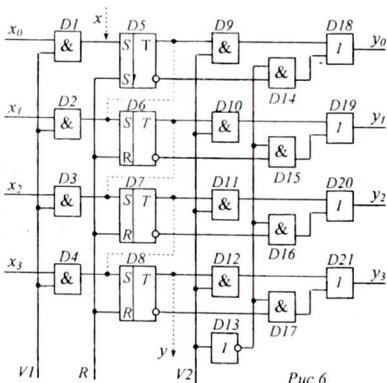 x D1 D5 D9 D18
x0 & S T & 1 y0
S & D14
D2 D6 D10 D19
x1 & S T & 1 y1
R & D15
D3 D7 D11 D20
x2 & S T & 1 y2
R & D16
D4 D8 D12 D21
x3 & S T & 1 y3
R & D17
D13
1
V1 R y V2
Рис 6